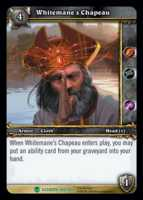 4 Whitemane's Chapeau
Armor - Cloth Head (1)
When Whitemane's Chapeau enters play, you may
put an ability card from your graveyard into your
hand.
1